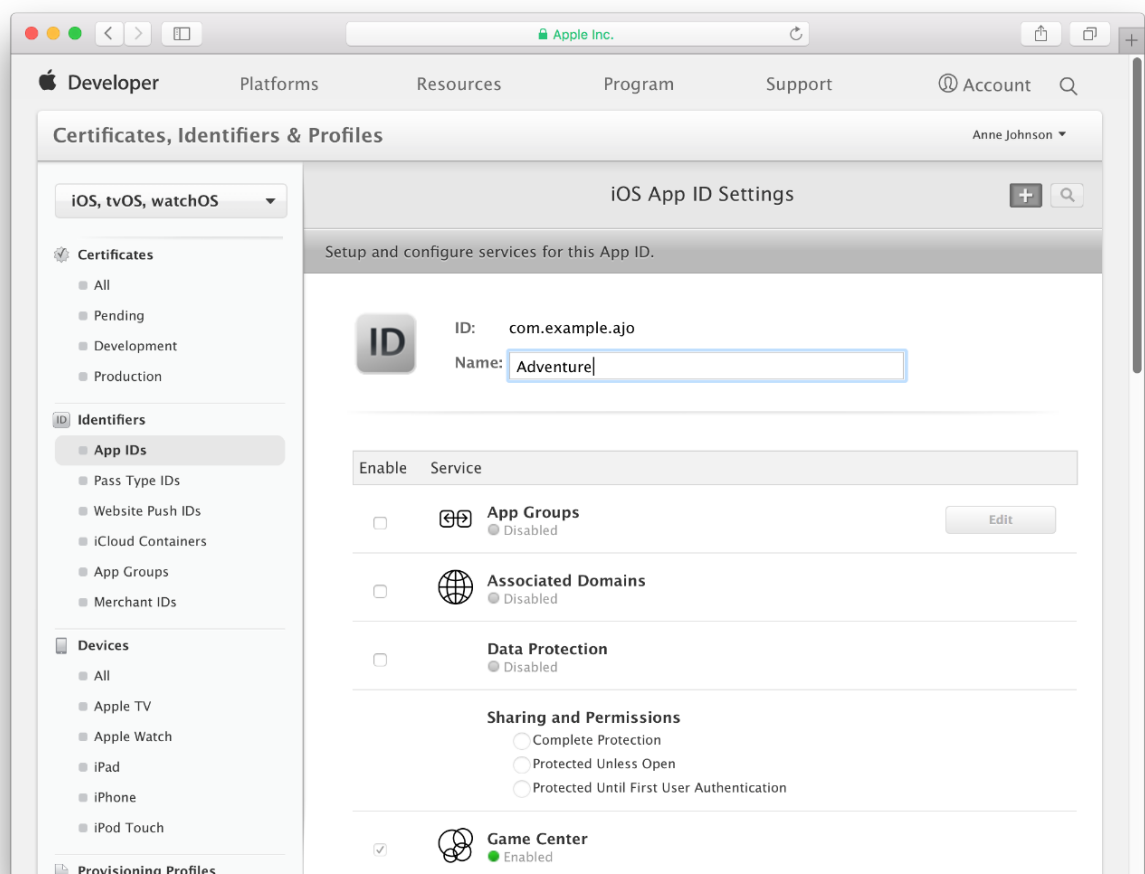 Apple Inc.
Developer
Platforms
Resources
Program
Support
Account
Certificates, Identifiers & Profiles
Anne Johnson
iOS, tvOS, watchOS
Certificates
All
Pending
Development
Production
ID Identifiers
App IDs
Pass Type IDs
Website Push IDs
iCloud Containers
App Groups
Merchant IDs
Devices
All
Apple TV
Apple Watch
iPad
iPhone
iPod Touch
Provisioning Profiles
iOS App ID Settings
Setup and configure services for this App ID.
ID
ID: com.example.ajo
Name: Adventure
Enable Service
App Groups
Disabled
Edit
Associated Domains
Disabled
Data Protection
Disabled
Sharing and Permissions
Complete Protection
Protected Unless Open
Protected Until First User Authentication
Game Center
Enabled